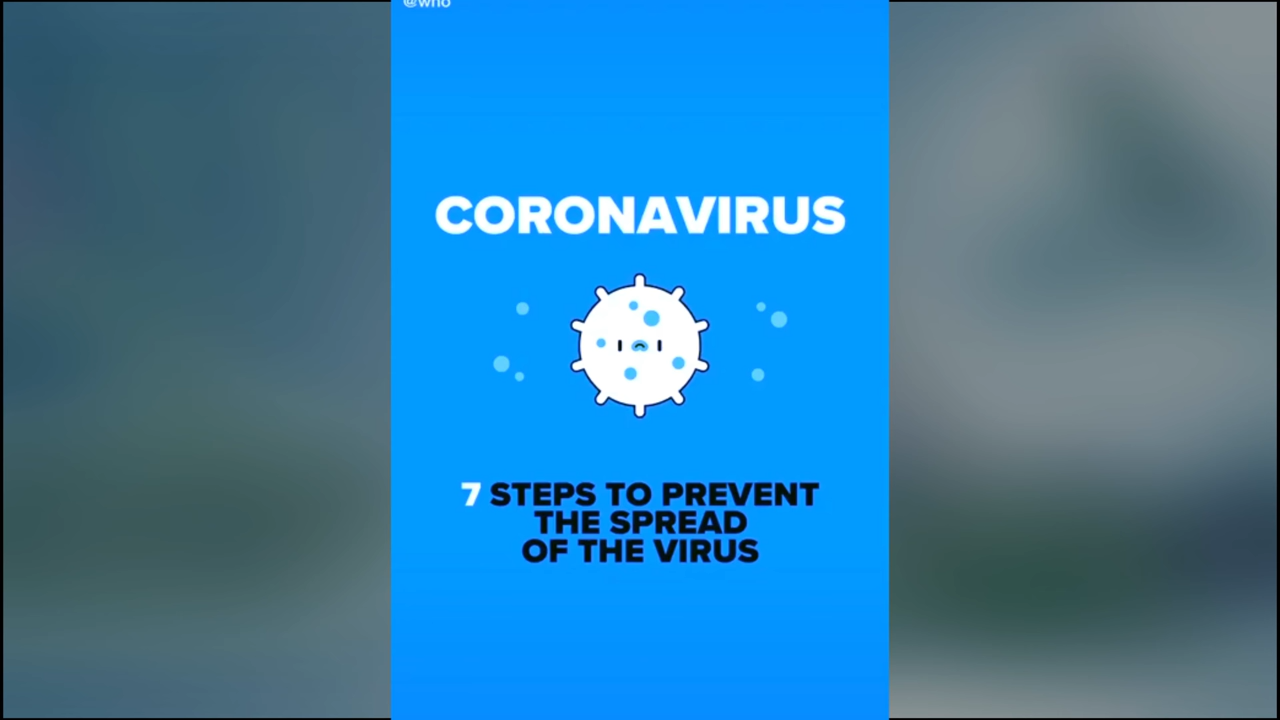 @who
CORONAVIRUS
7 STEPS TO PREVENT
THE SPREAD
OF THE VIRUS